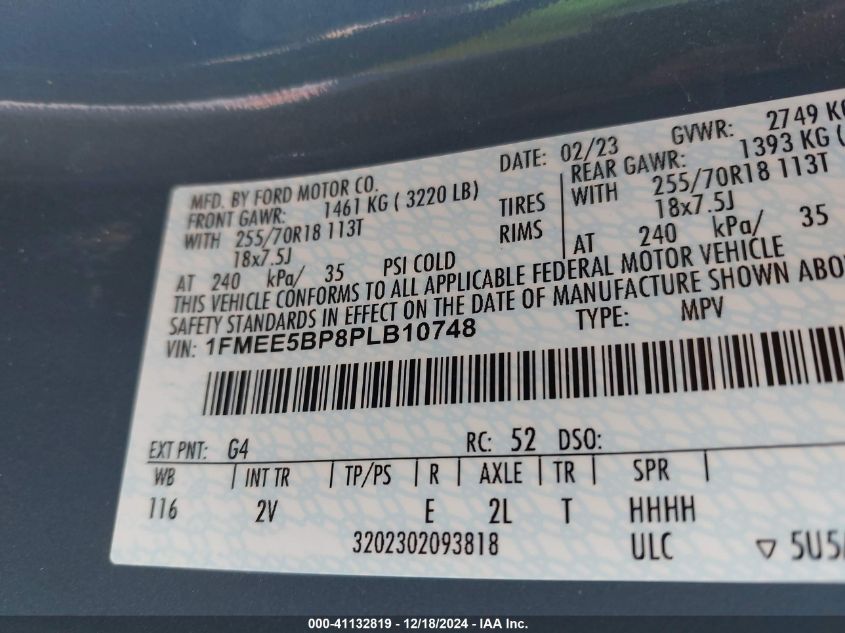 MFD. BY FORD MOTOR CO.
DATE: 02/23
GVWR: 2749 KG
FRONT GAWR: 1461 KG ( 3220 LB)
REAR GAWR: 1393 KG (
WITH 255/70R18 113T
TIRES
WITH 255/70R18 113T
18x7.5J
RIMS
18x7.5J
AT 240 kPa/ 35 PSI COLD
AT 240 kPa/ 35
THIS VEHICLE CONFORMS TO ALL APPLICABLE FEDERAL MOTOR VEHICLE
SAFETY STANDARDS IN EFFECT ON THE DATE OF MANUFACTURE SHOWN
VIN: 1FMEE5BP8PLB10748
TYPE: MPV
EXT PNT: G4
RC: 52 DSO:
WB INT TR TP/PS R AXLE TR SPR
116 2V E 2L T HHHH
3202302093818
ULC
▽ 5U5
000-41132819 - 12/18/2024 - IAA Inc.